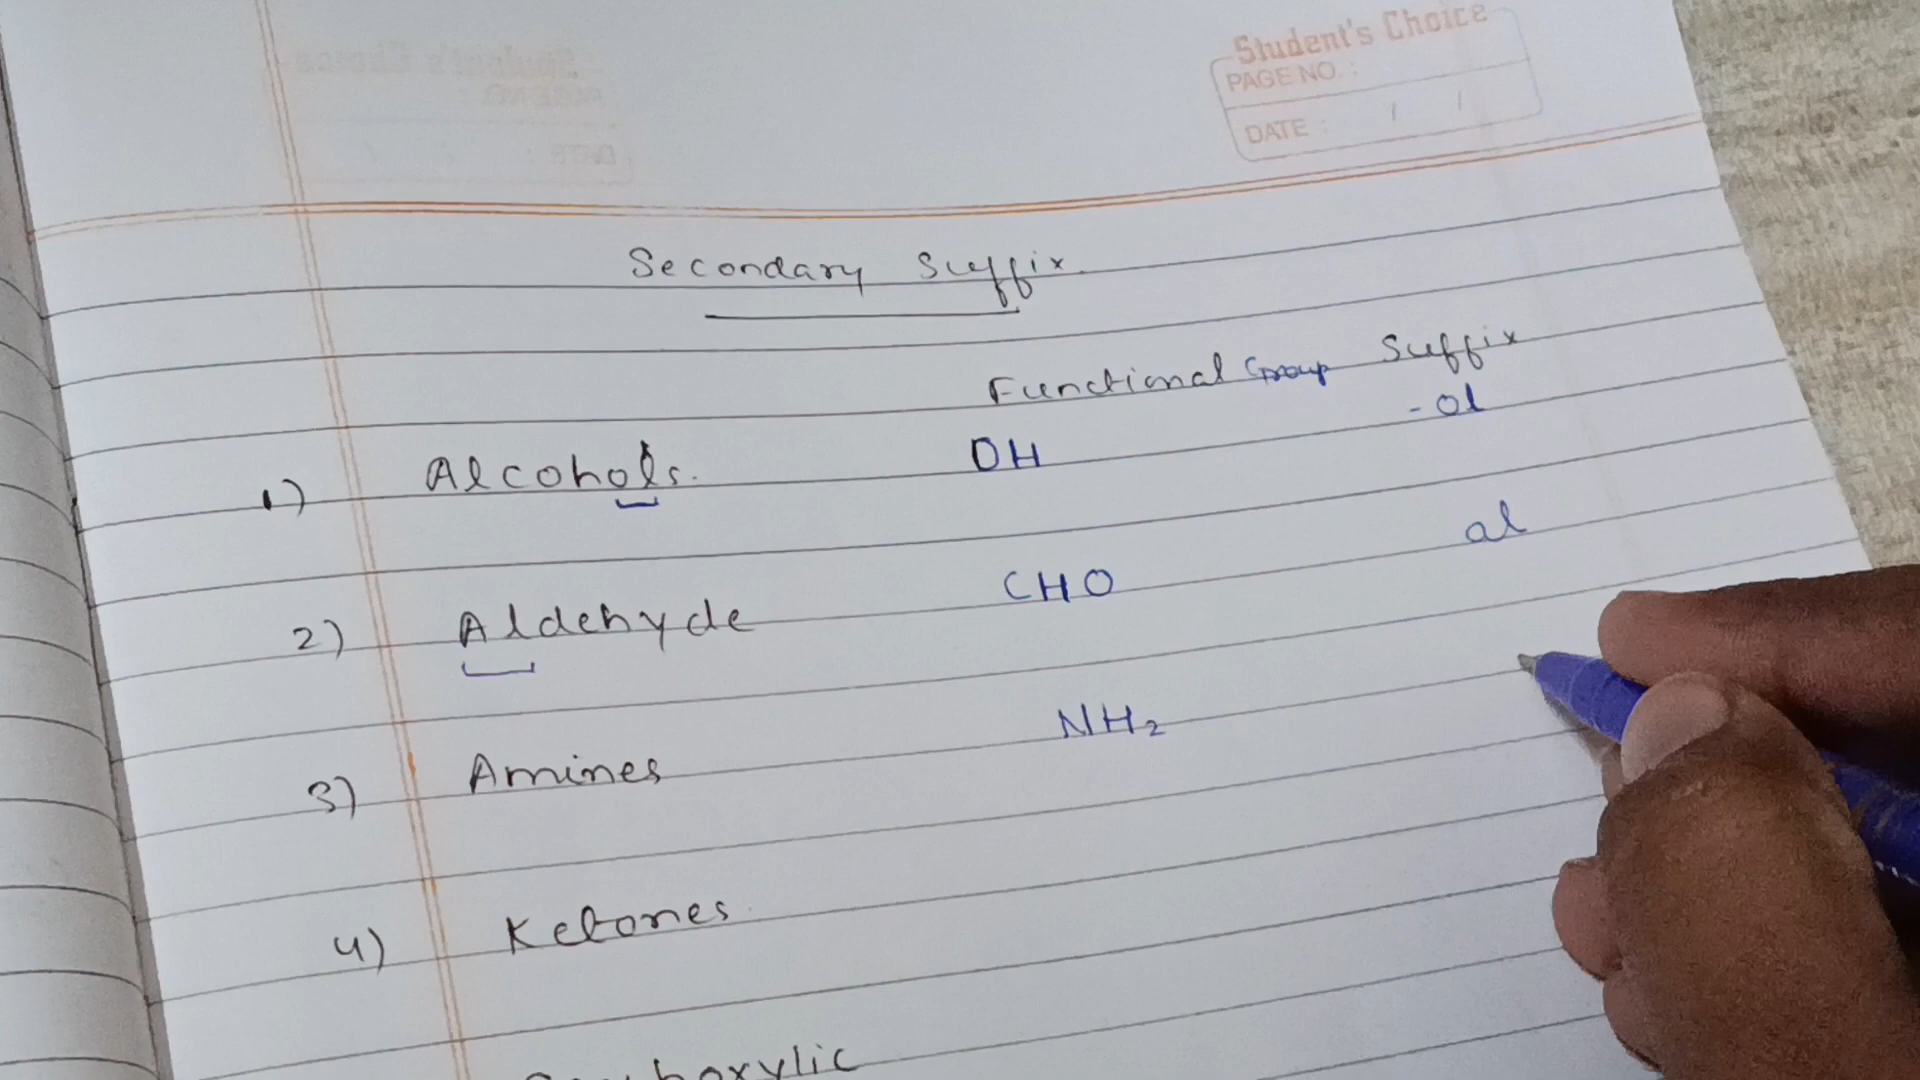 Student's Choice
PAGE NO. :
DATE : / /
Secondary Suffix
Functional Group Suffix
1) Alcohols. OH - ol
2) Aldehyde CHO al
3) Amines NH2
4) Ketones